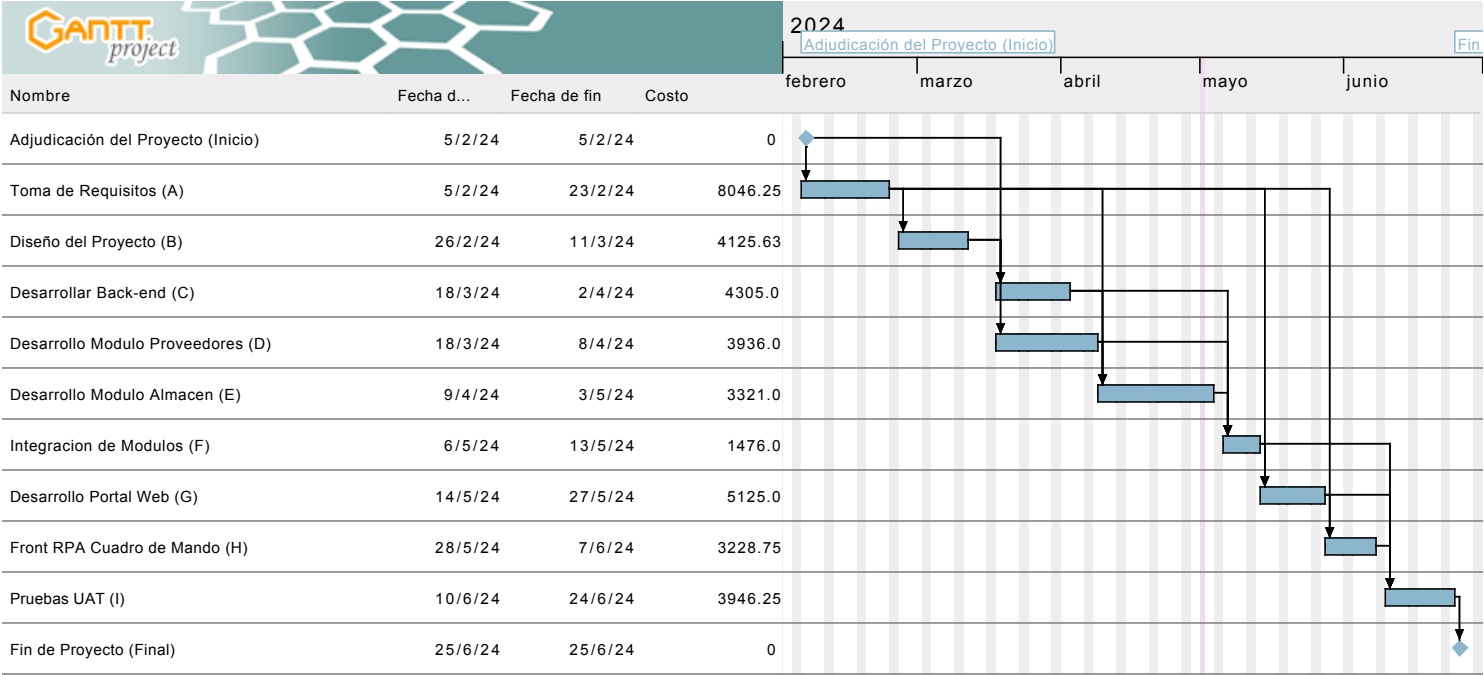 GANTT
project
2024
Adjudicación del Proyecto (Inicio) Fin
febrero marzo abril mayo junio
Nombre Fecha d... Fecha de fin Costo
Adjudicación del Proyecto (Inicio) 5/2/24 5/2/24 0
Toma de Requisitos (A) 5/2/24 23/2/24 8046.25
Diseño del Proyecto (B) 26/2/24 11/3/24 4125.63
Desarrollar Back-end (C) 18/3/24 2/4/24 4305.0
Desarrollo Modulo Proveedores (D) 18/3/24 8/4/24 3936.0
Desarrollo Modulo Almacen (E) 9/4/24 3/5/24 3321.0
Integracion de Modulos (F) 6/5/24 13/5/24 1476.0
Desarrollo Portal Web (G) 14/5/24 27/5/24 5125.0
Front RPA Cuadro de Mando (H) 28/5/24 7/6/24 3228.75
Pruebas UAT (I) 10/6/24 24/6/24 3946.25
Fin de Proyecto (Final) 25/6/24 25/6/24 0